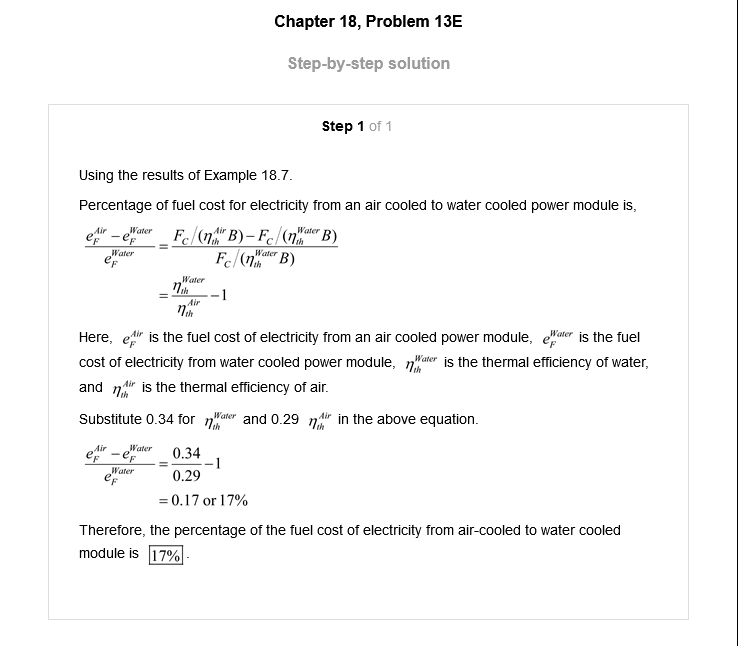 Chapter 18, Problem 13E
Step-by-step solution
Step 1 of 1
Using the results of Example 18.7.
Percentage of fuel cost for electricity from an air cooled to water cooled power module is,
$\frac{e_F^{Air} - e_F^{Water}}{e_F^{Water}} = \frac{F_C/(\eta_{th}^{Air} B) - F_C/(\eta_{th}^{Water} B)}{F_C/(\eta_{th}^{Water} B)}$
$= \frac{\eta_{th}^{Water}}{\eta_{th}^{Air}} - 1$
Here, $e_F^{Air}$ is the fuel cost of electricity from an air cooled power module, $e_F^{Water}$ is the fuel
cost of electricity from water cooled power module, $\eta_{th}^{Water}$ is the thermal efficiency of water,
and $\eta_{th}^{Air}$ is the thermal efficiency of air.
Substitute 0.34 for $\eta_{th}^{Water}$ and 0.29 $\eta_{th}^{Air}$ in the above equation.
$\frac{e_F^{Air} - e_F^{Water}}{e_F^{Water}} = \frac{0.34}{0.29} - 1$
= 0.17 or 17%
Therefore, the percentage of the fuel cost of electricity from air-cooled to water cooled
module is 17%.